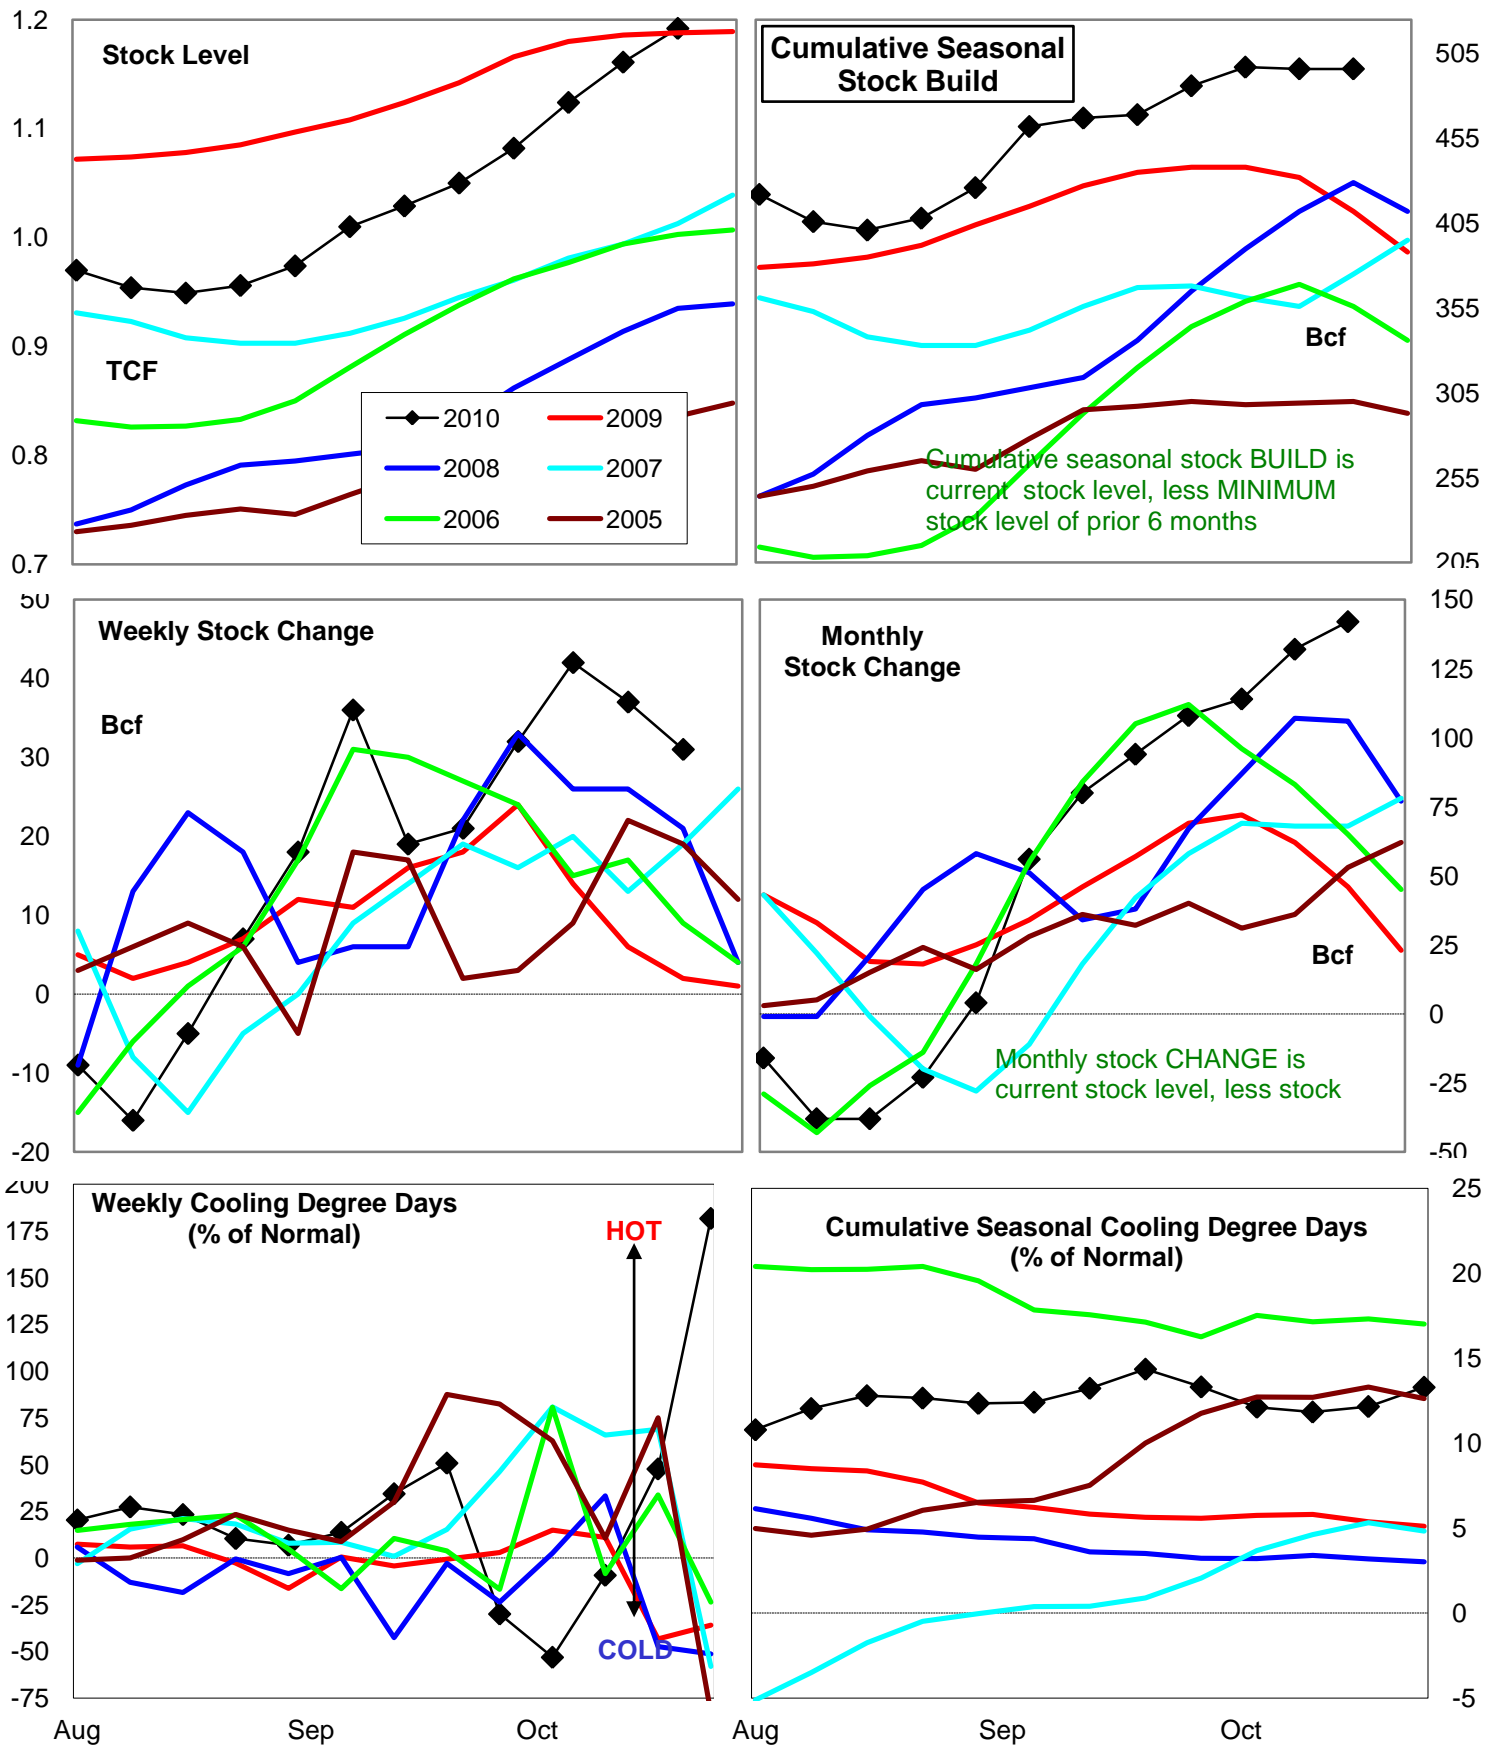 Stock Level
TCF
1.2
1.1
1.0
0.9
0.8
0.7
2010
2009
2008
2007
2006
2005
Cumulative Seasonal
Stock Build
Bcf
Cumulative seasonal stock BUILD is
current stock level, less MINIMUM
stock level of prior 6 months
505
455
405
355
305
255
205
Weekly Stock Change
Bcf
50
40
30
20
10
0
-10
-20
Monthly
Stock Change
Bcf
Monthly stock CHANGE is
current stock level, less stock
150
125
100
75
50
25
0
-25
-50
Weekly Cooling Degree Days
(% of Normal)
HOT
COLD
200
175
150
125
100
75
50
25
0
-25
-50
-75
Aug
Sep
Oct
Cumulative Seasonal Cooling Degree Days
(% of Normal)
25
20
15
10
5
0
-5
Aug
Sep
Oct